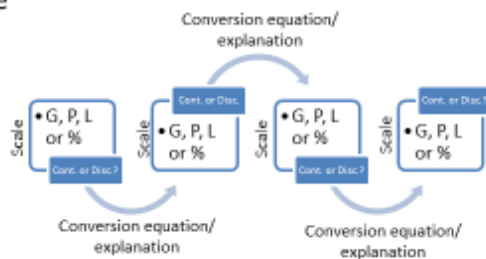 e
Conversion equation/
explanation
Scale
• G, P, L
or %
Cont. or Disc.?
Scale
Cont. or Disc.
• G, P, L
or %
Scale
• G, P, L
or %
Cont. or Disc.?
Scale
Cont. or Disc.?
• G, P, L
or %
Conversion equation/
explanation
Conversion equation/
explanation